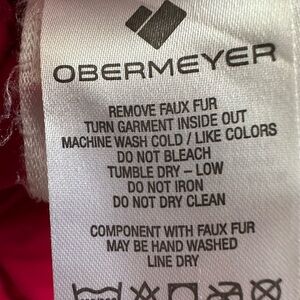 OBERMEYER
REMOVE FAUX FUR
TURN GARMENT INSIDE OUT
MACHINE WASH COLD / LIKE COLORS
DO NOT BLEACH
TUMBLE DRY – LOW
DO NOT IRON
DO NOT DRY CLEAN
COMPONENT WITH FAUX FUR
MAY BE HAND WASHED
LINE DRY